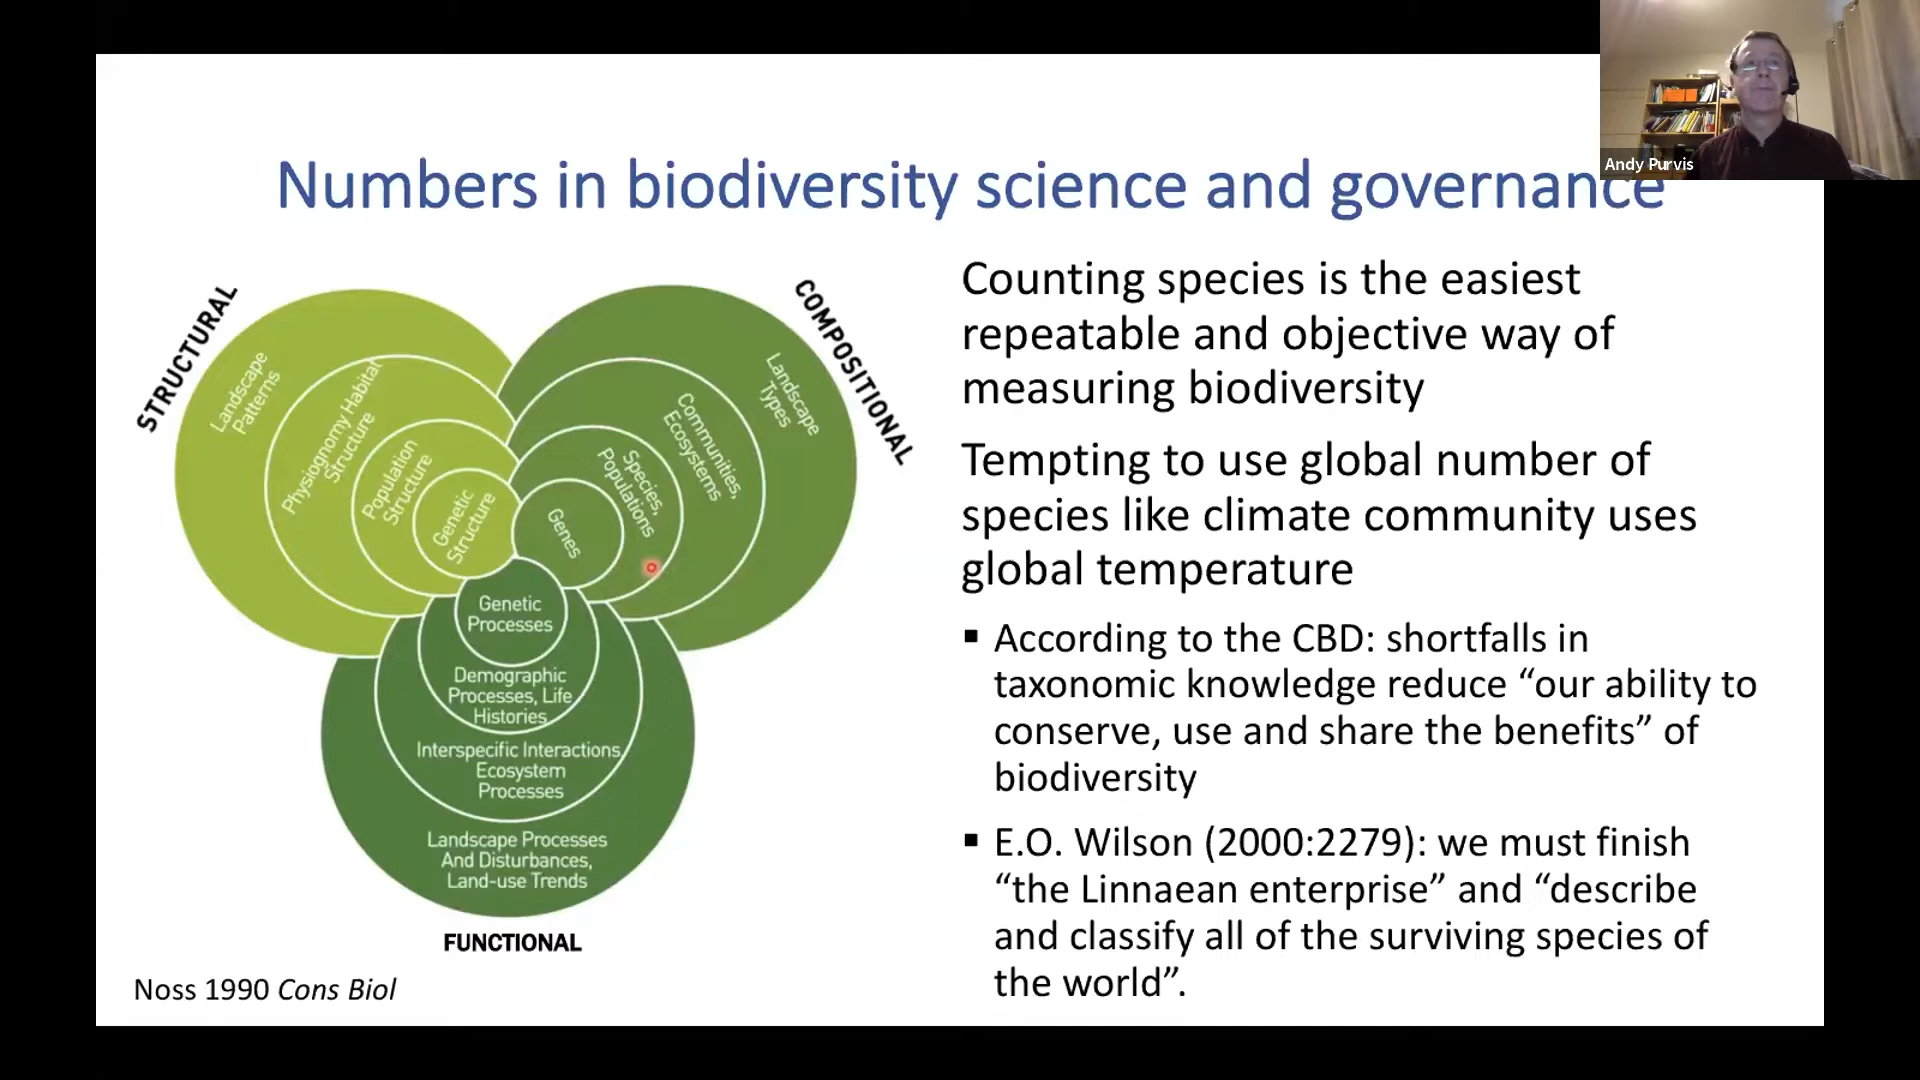 Andy Purvis
Numbers in biodiversity science and governance
STRUCTURAL
COMPOSITIONAL
Landscape
Patterns
Physiognomy Habitat
Structure
Population
Structure
Genetic
Structure
Genes
Species,
Populations
Communities,
Ecosystems
Landscape
Types
Genetic
Processes
Demographic
Processes, Life
Histories
Interspecific Interactions,
Ecosystem
Processes
Landscape Processes
And Disturbances,
Land-use Trends
FUNCTIONAL
Noss 1990 Cons Biol
Counting species is the easiest
repeatable and objective way of
measuring biodiversity
Tempting to use global number of
species like climate community uses
global temperature
▪ According to the CBD: shortfalls in
taxonomic knowledge reduce “our ability to
conserve, use and share the benefits” of
biodiversity
▪ E.O. Wilson (2000:2279): we must finish
“the Linnaean enterprise” and “describe
and classify all of the surviving species of
the world”.